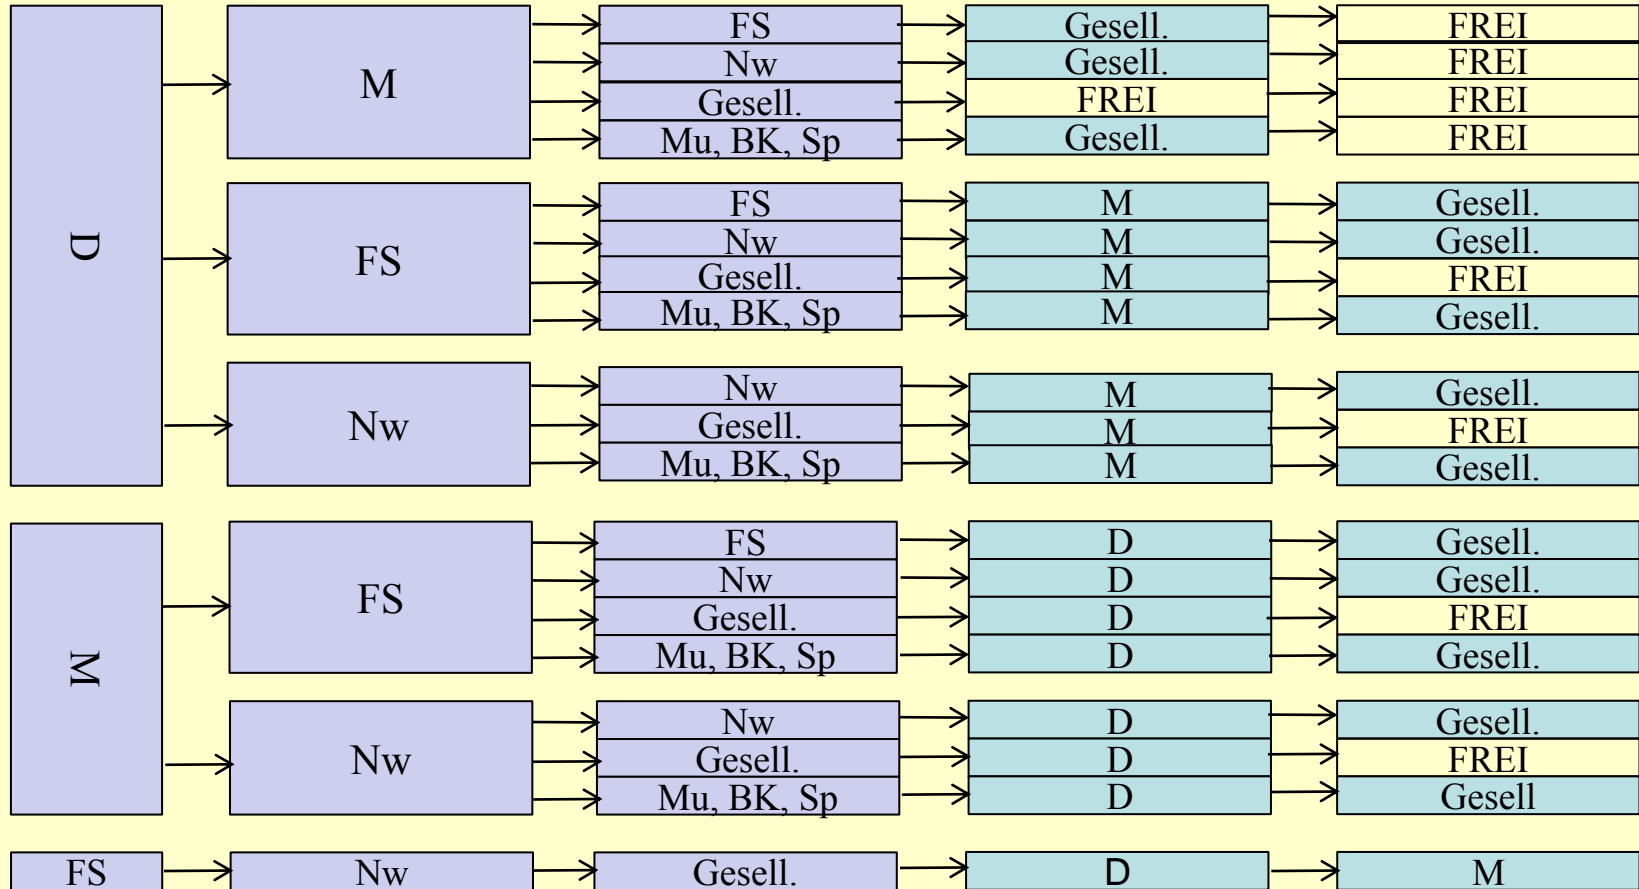 FS Gesell. FREI
M Nw Gesell. FREI
Gesell. FREI FREI
Mu, BK, Sp Gesell. FREI
D FS FS M Gesell.
Nw M Gesell.
Gesell. M FREI
Mu, BK, Sp M Gesell.
Nw Nw M Gesell.
Gesell. M FREI
Mu, BK, Sp M Gesell.
M FS FS D Gesell.
Nw D Gesell.
Gesell. D FREI
Mu, BK, Sp D Gesell.
Nw Nw D Gesell.
Gesell. D FREI
Mu, BK, Sp D Gesell
FS Nw Gesell. D M